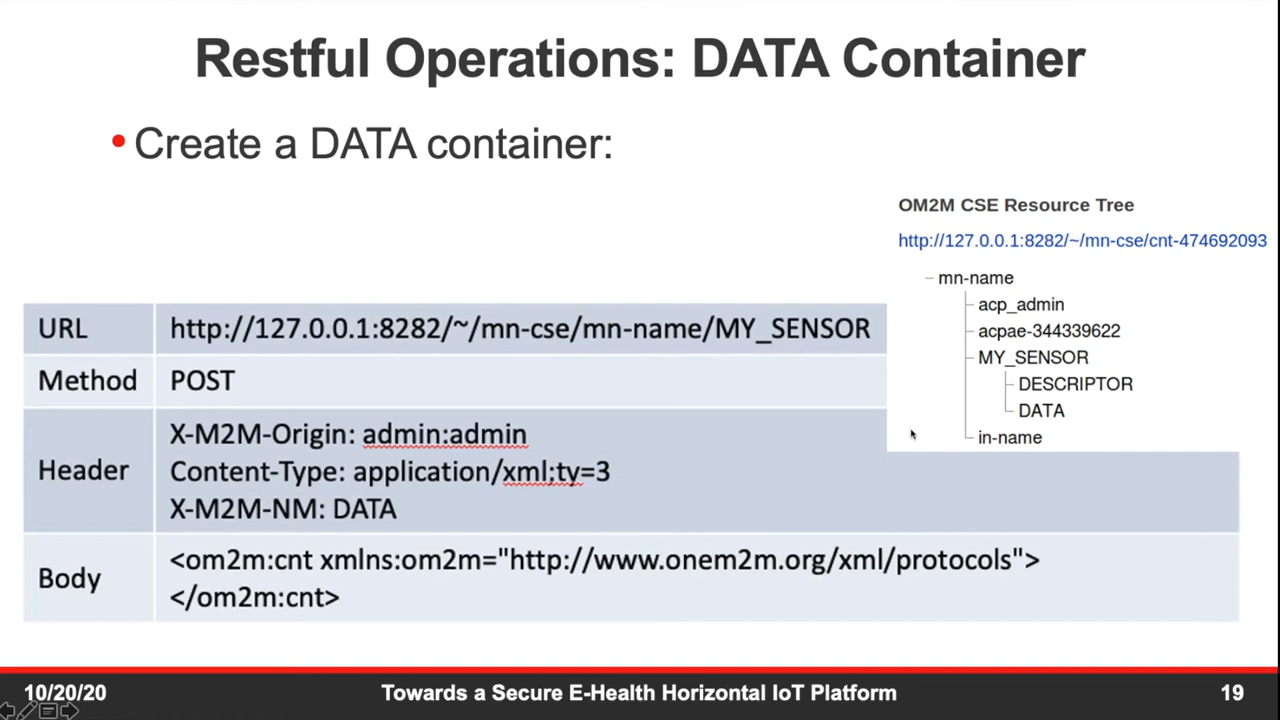 Restful Operations: DATA Container
• Create a DATA container:
OM2M CSE Resource Tree
http://127.0.0.1:8282/~/mn-cse/cnt-474692093
mn-name
acp_admin
acpae-344339622
MY_SENSOR
DESCRIPTOR
DATA
in-name
URL http://127.0.0.1:8282/~/mn-cse/mn-name/MY_SENSOR
Method POST
Header X-M2M-Origin: admin:admin
Content-Type: application/xml;ty=3
X-M2M-NM: DATA
Body <om2m:cnt xmlns:om2m="http://www.onem2m.org/xml/protocols">
</om2m:cnt>
10/20/20 Towards a Secure E-Health Horizontal IoT Platform 19